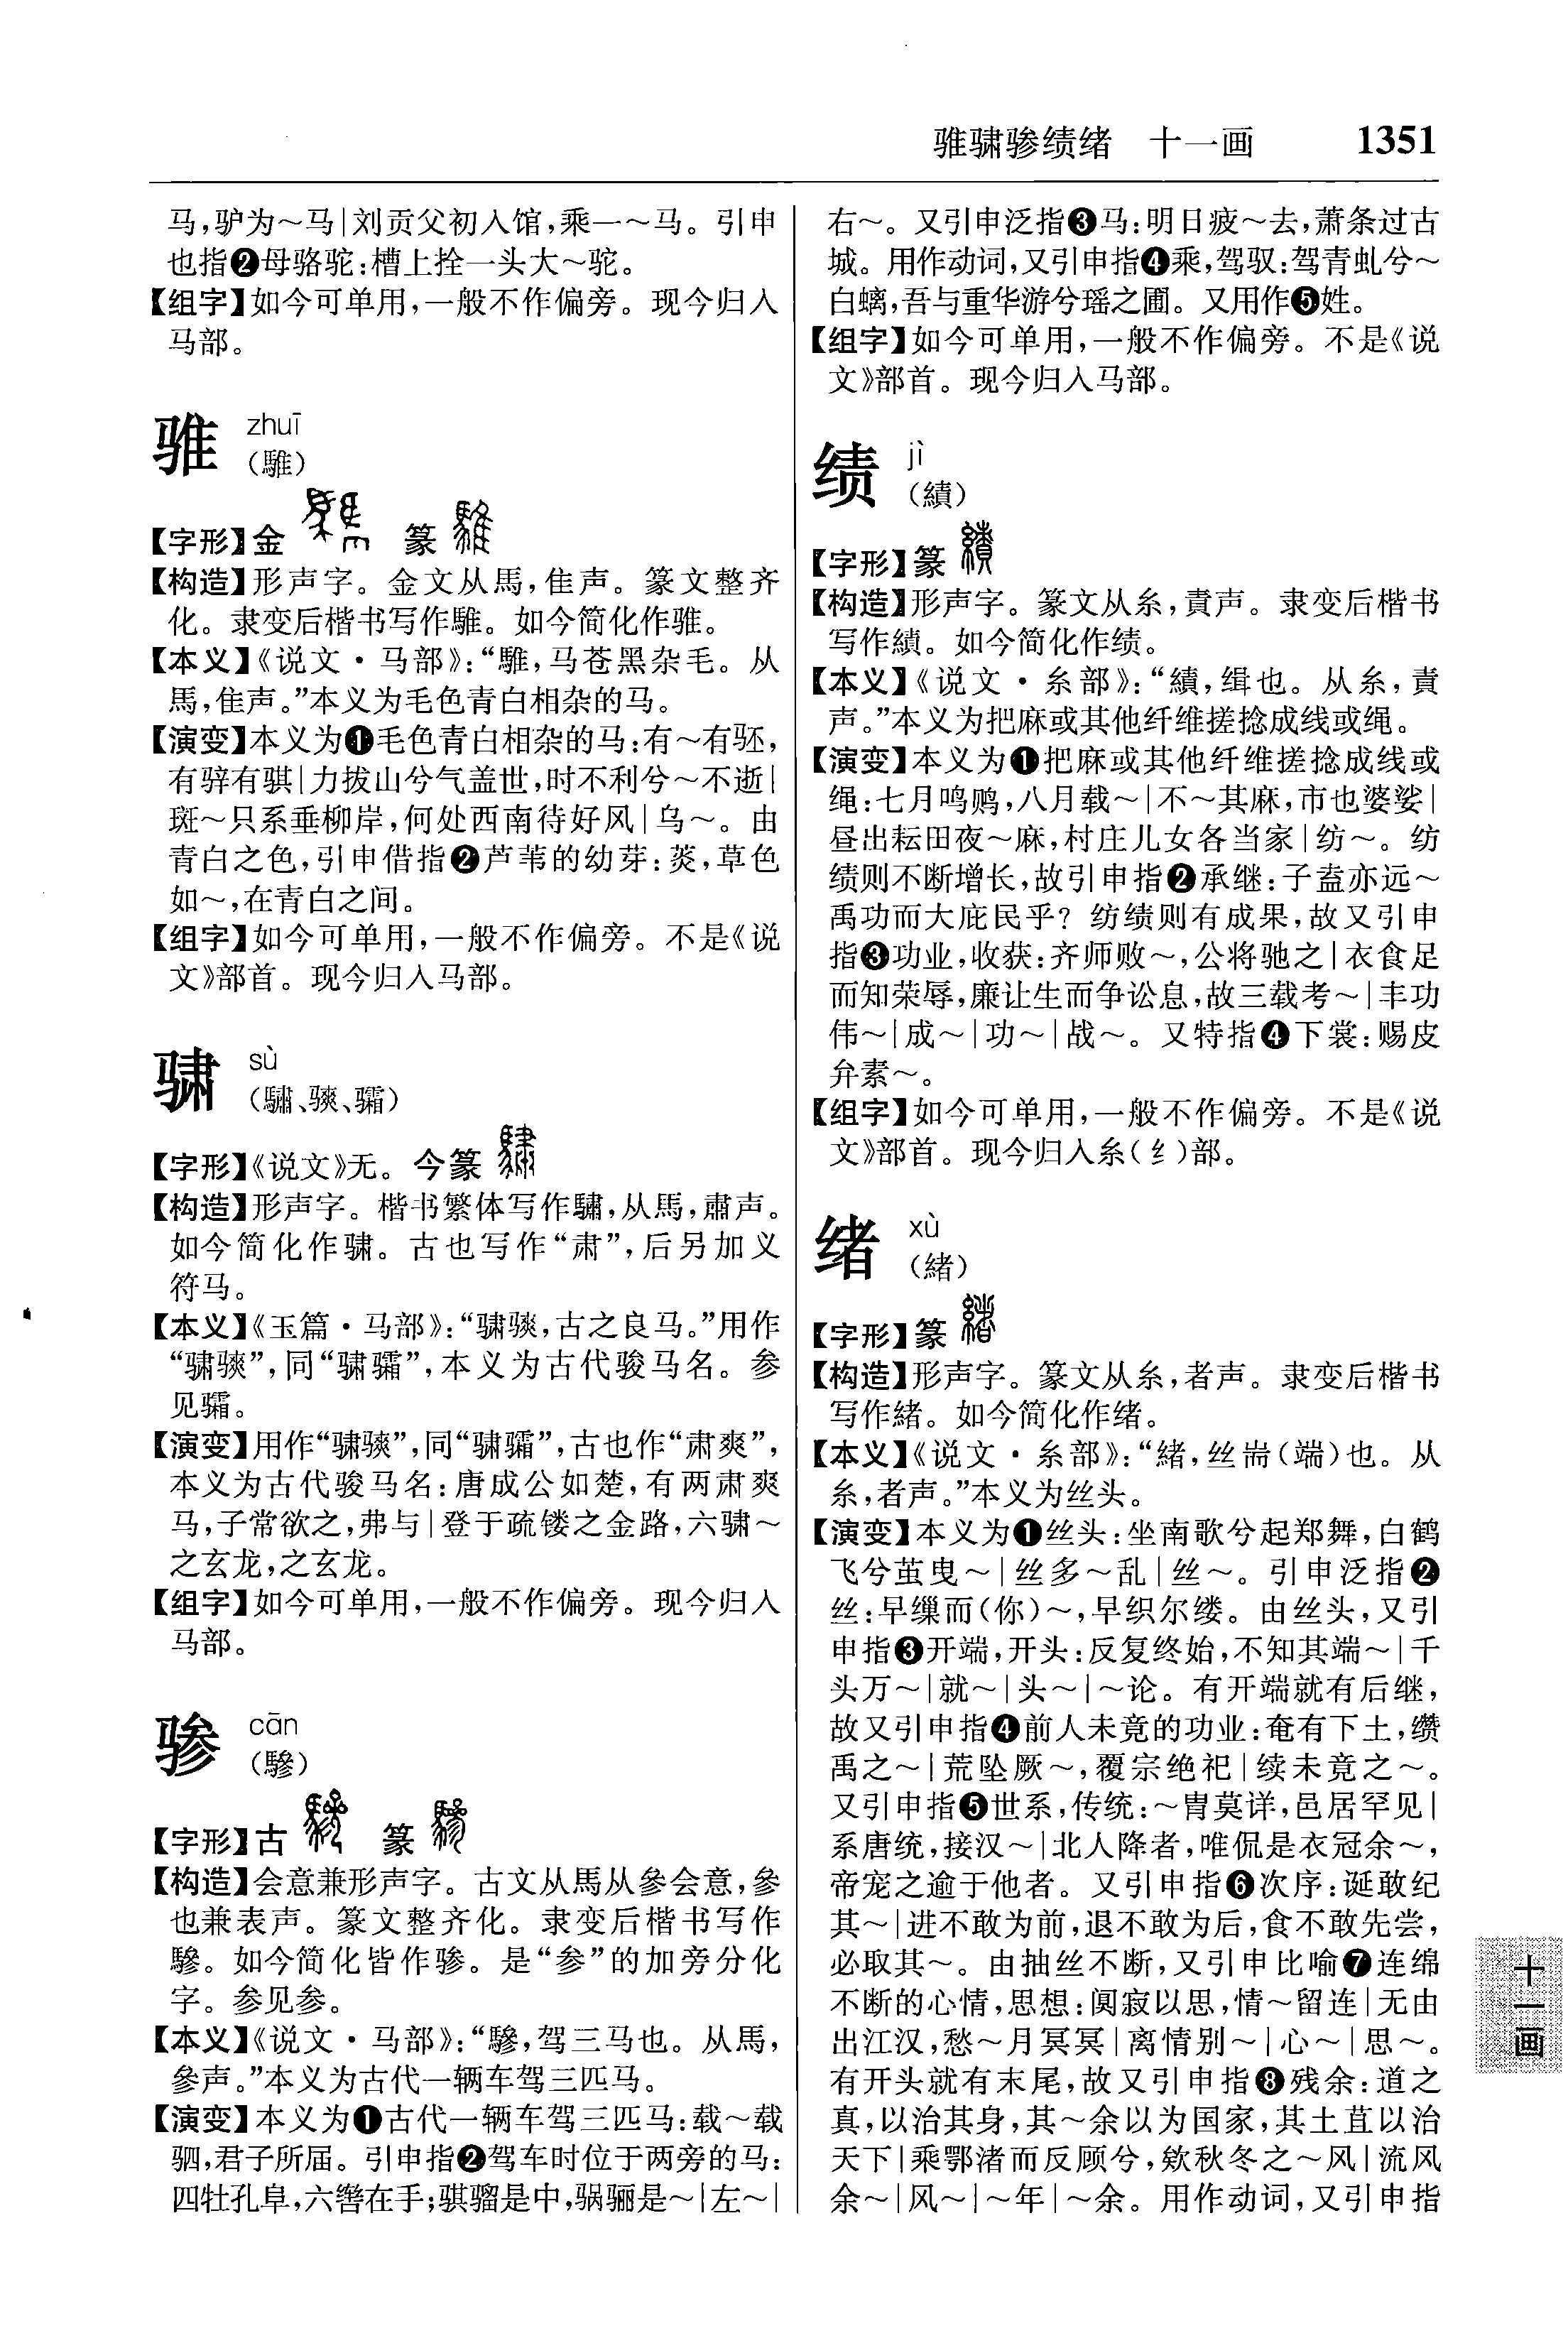 骓骕骖绩绪　十一画　1351
马,驴为～马|刘贡父初入馆,乘一～马。引申
也指❷母骆驼:槽上拴一头大～驼。
【组字】如今可单用,一般不作偏旁。现今归入
马部。
骓 zhuī
(騅)
【字形】金 篆
【构造】形声字。金文从馬,隹声。篆文整齐
化。隶变后楷书写作騅。如今简化作骓。
【本义】《说文·马部》:“騅,马苍黑杂毛。从
馬,隹声。”本义为毛色青白相杂的马。
【演变】本义为❶毛色青白相杂的马:有～有驱,
有骍有骐|力拔山兮气盖世,时不利兮～不逝|
斑～只系垂柳岸,何处西南待好风|乌～。由
青白之色,引申借指❷芦苇的幼芽:菼,草色
如～,在青白之间。
【组字】如今可单用,一般不作偏旁。不是《说
文》部首。现今归入马部。
骕 sù
(驌、骙、骦)
【字形】《说文》无。今篆
【构造】形声字。楷书繁体写作驌,从馬,肅声。
如今简化作骕。古也写作“肃”,后另加义
符马。
【本义】《玉篇·马部》:“骕䮲,古之良马。”用作
“骕䮲”,同“骕骦”,本义为古代骏马名。参
见骦。
【演变】用作“骕䮲”,同“骕骦”,古也作“肃爽”,
本义为古代骏马名:唐成公如楚,有两肃爽
马,子常欲之,弗与|登于疏镂之金路,六骕～
之玄龙,之玄龙。
【组字】如今可单用,一般不作偏旁。现今归入
马部。
骖 cān
(驂)
【字形】古 篆
【构造】会意兼形声字。古文从馬从參会意,參
也兼表声。篆文整齐化。隶变后楷书写作
驂。如今简化皆作骖。是“参”的加旁分化
字。参见参。
【本义】《说文·马部》:“驂,驾三马也。从馬,
參声。”本义为古代一辆车驾三匹马。
【演变】本义为❶古代一辆车驾三匹马:载～载
驷,君子所届。引申指❷驾车时位于两旁的马:
四牡孔阜,六辔在手;骐骝是中,䯄骊是～|左～|
右～。又引申泛指❸马:明日疲～去,萧条过古
城。用作动词,又引申指❹乘,驾驭:驾青虬兮～
白螭,吾与重华游兮瑶之圃。又用作❺姓。
【组字】如今可单用,一般不作偏旁。不是《说
文》部首。现今归入马部。
绩 jì
(績)
【字形】篆
【构造】形声字。篆文从糸,責声。隶变后楷书
写作績。如今简化作绩。
【本义】《说文·糸部》:“績,缉也。从糸,責
声。”本义为把麻或其他纤维搓捻成线或绳。
【演变】本义为❶把麻或其他纤维搓捻成线或
绳:七月鸣鵙,八月载～|不～其麻,市也婆娑|
昼出耘田夜～麻,村庄儿女各当家|纺～。纺
绩则不断增长,故引申指❷承继:子盍亦远～
禹功而大庇民乎? 纺绩则有成果,故又引申
指❸功业,收获:齐师败～,公将驰之|衣食足
而知荣辱,廉让生而争讼息,故三载考～|丰功
伟～|成～|功～|战～。又特指❹下裳:赐皮
弁素～。
【组字】如今可单用,一般不作偏旁。不是《说
文》部首。现今归入糸(纟)部。
绪 xù
(緒)
【字形】篆
【构造】形声字。篆文从糸,者声。隶变后楷书
写作緒。如今简化作绪。
【本义】《说文·糸部》:“緒,丝耑(端)也。从
糸,者声。”本义为丝头。
【演变】本义为❶丝头:坐南歌兮起郑舞,白鹤
飞兮茧曳～|丝多～乱|丝～。引申泛指❷
丝:早缫而(你)～,早织尔缕。由丝头,又引
申指❸开端,开头:反复终始,不知其端～|千
头万～|就～|头～|～论。有开端就有后继,
故又引申指❹前人未竟的功业:奄有下土,缵
禹之～|荒坠厥～,覆宗绝祀|续未竟之～。
又引申指❺世系,传统:～胄莫详,邑居罕见|
系唐统,接汉～|北人降者,唯侃是衣冠余～,
帝宠之逾于他者。又引申指❻次序:诞敢纪
其～|进不敢为前,退不敢为后,食不敢先尝,
必取其～。由抽丝不断,又引申比喻❼连绵
不断的心情,思想:阒寂以思,情～留连|无由
出江汉,愁～月冥冥|离情别～|心～|思～。
有开头就有末尾,故又引申指❽残余:道之
真,以治其身,其～余以为国家,其土苴以治
天下|乘鄂渚而反顾兮,欸秋冬之～风|流风
余～|风～|～年|～余。用作动词,又引申指
十一画